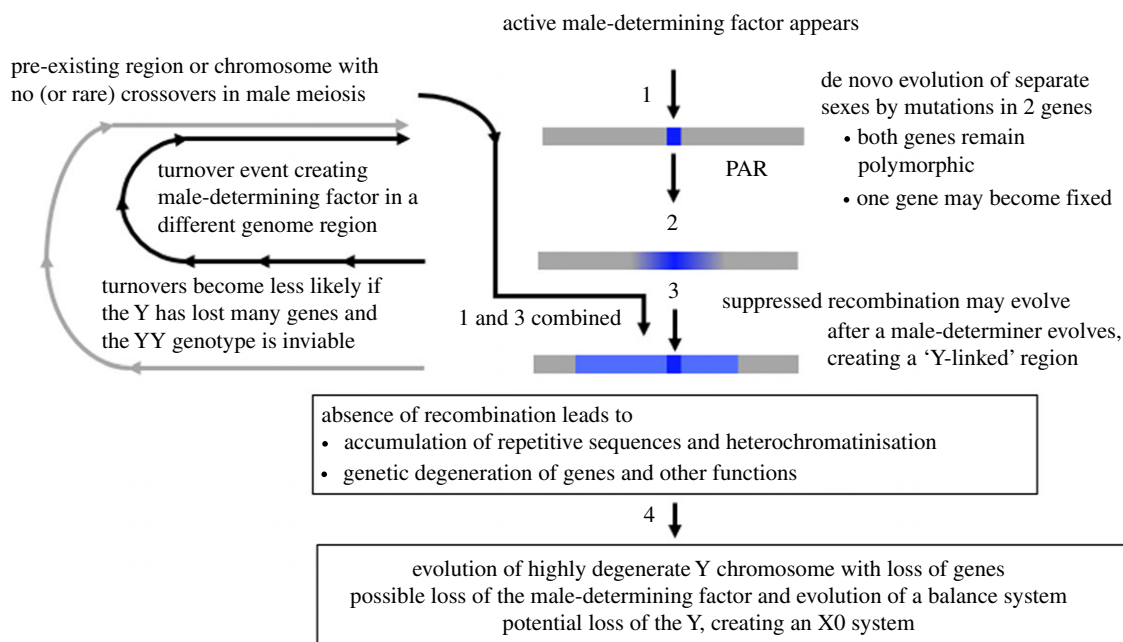 active male-determining factor appears
pre-existing region or chromosome with
no (or rare) crossovers in male meiosis
1
de novo evolution of separate
sexes by mutations in 2 genes
• both genes remain
polymorphic
• one gene may become fixed
PAR
turnover event creating
male-determining factor in a
different genome region
2
turnovers become less likely if
the Y has lost many genes and
the YY genotype is inviable
1 and 3 combined
3
suppressed recombination may evolve
after a male-determiner evolves,
creating a ‘Y-linked’ region
absence of recombination leads to
• accumulation of repetitive sequences and heterochromatinisation
• genetic degeneration of genes and other functions
4
evolution of highly degenerate Y chromosome with loss of genes
possible loss of the male-determining factor and evolution of a balance system
potential loss of the Y, creating an X0 system